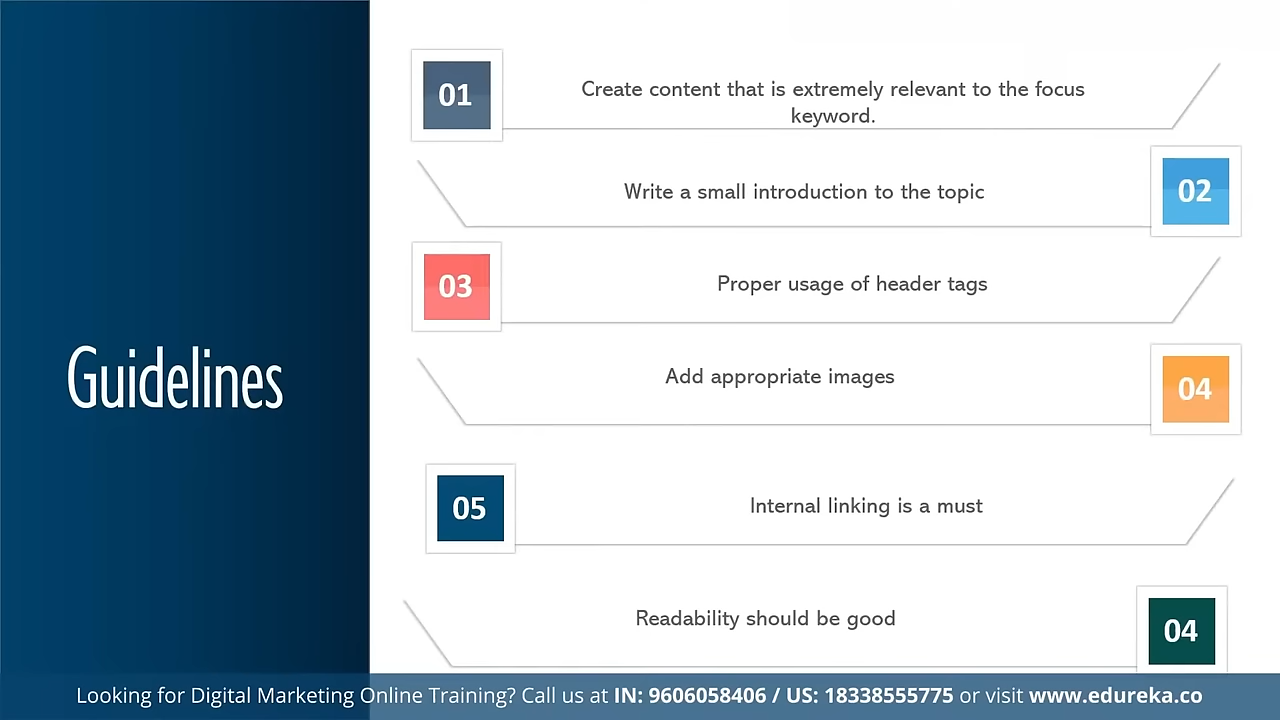 Guidelines
01
Create content that is extremely relevant to the focus
keyword.
Write a small introduction to the topic
02
03
Proper usage of header tags
Add appropriate images
04
05
Internal linking is a must
Readability should be good
04
Looking for Digital Marketing Online Training? Call us at IN: 9606058406 / US: 18338555775 or visit www.edureka.co